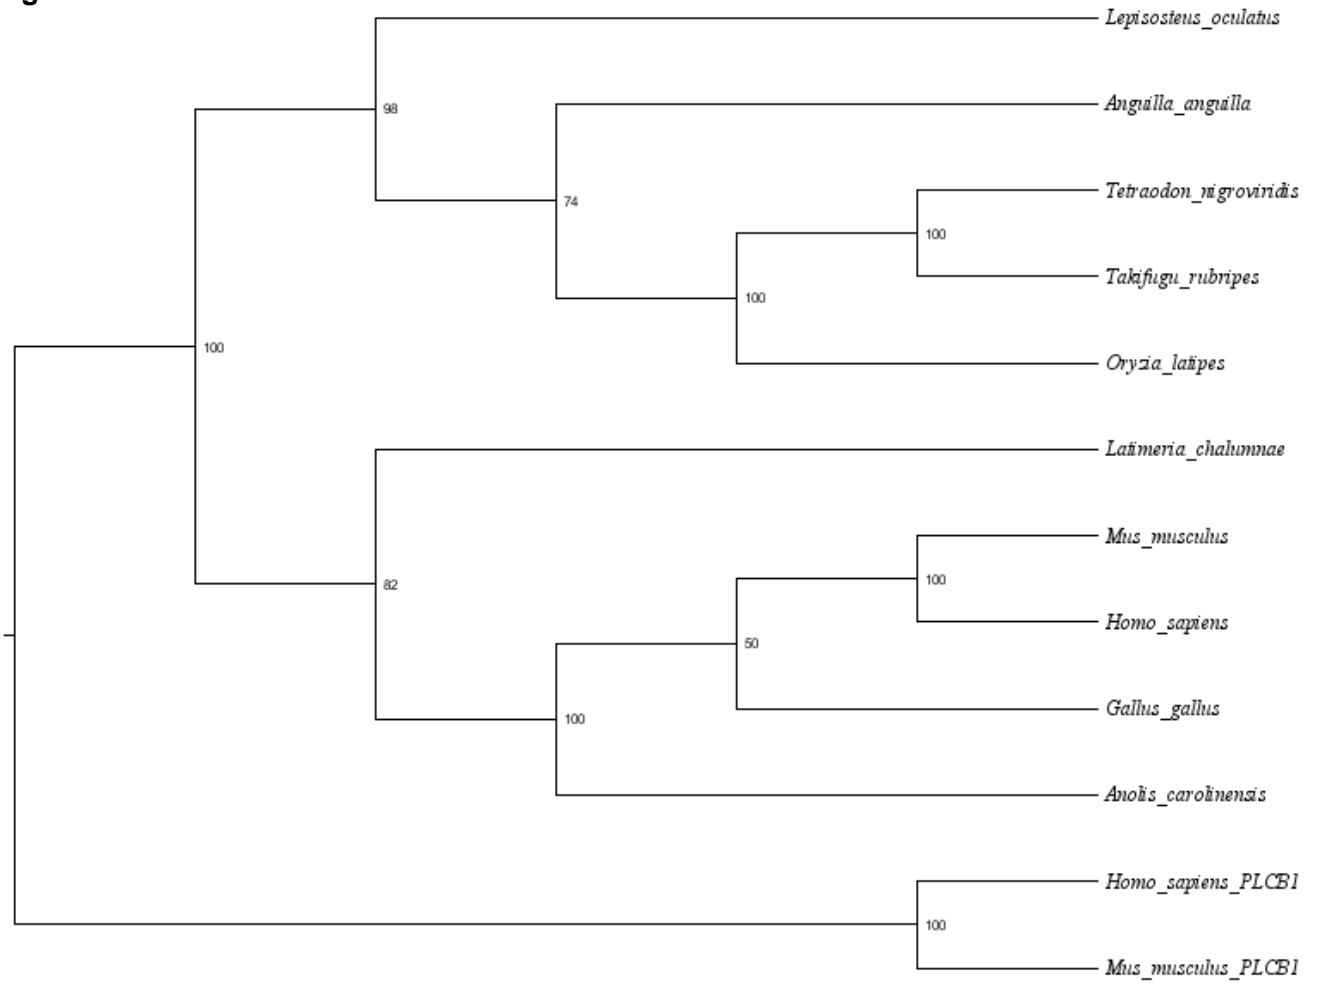 Lepisosteus_oculatus
98
Anguilla_anguilla
74
Tetraodon_nigroviridis
100
Takifugu_rubripes
100
100
Oryzia_latipes
Latimeria_chalumnae
Mus_musculus
82
100
Homo_sapiens
50
Gallus_gallus
100
Anolis_carolinensis
Homo_sapiens_PLCB1
100
Mus_musculus_PLCB1